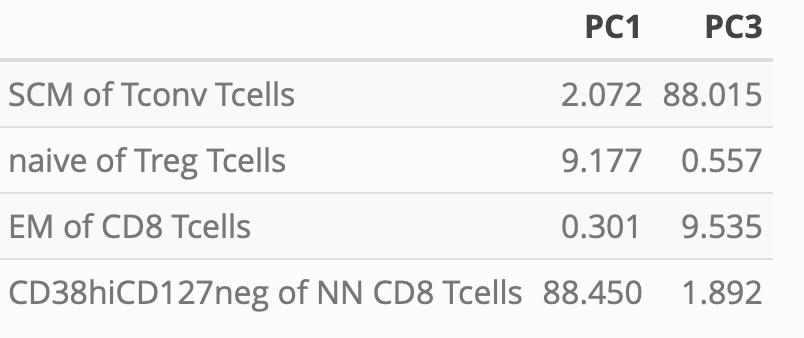 PC1 PC3
SCM of Tconv Tcells 2.072 88.015
naive of Treg Tcells 9.177 0.557
EM of CD8 Tcells 0.301 9.535
CD38hiCD127neg of NN CD8 Tcells 88.450 1.892